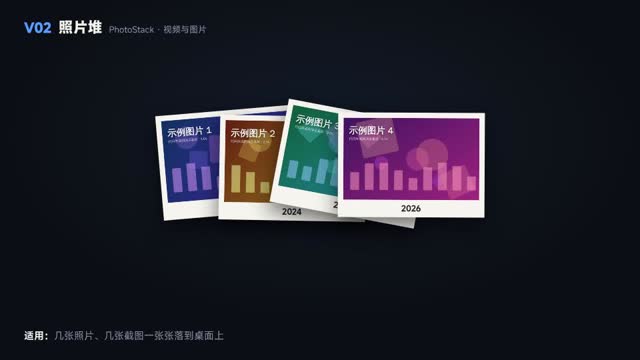 V02 照片堆 PhotoStack · 视频与图片
示例图片 1
示例图片 2
示例图片 3
示例图片 4
2024
2026
适用：几张照片、几张截图一张张落到桌面上